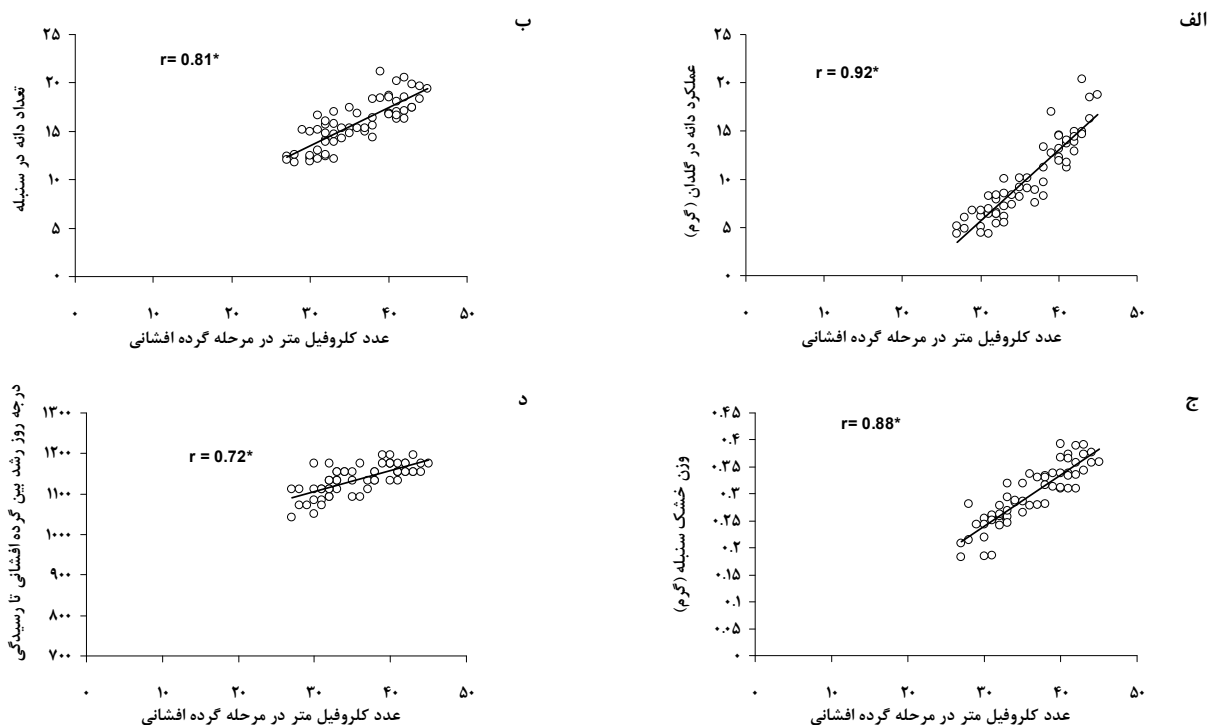 الف
۲۵
۲۰
۱۵
۱۰
۵
۰
r = 0.92*
عملکرد دانه در گلدان (گرم)
۰ ۱۰ ۲۰ ۳۰ ۴۰ ۵۰
عدد کلروفیل متر در مرحله گرده افشانی
ب
۲۵
۲۰
۱۵
۱۰
۵
۰
r= 0.81*
تعداد دانه در سنبله
۰ ۱۰ ۲۰ ۳۰ ۴۰ ۵۰
عدد کلروفیل متر در مرحله گرده افشانی
ج
۰.۴۵
۰.۴
۰.۳۵
۰.۳
۰.۲۵
۰.۲
۰.۱۵
۰.۱
۰.۰۵
۰
r= 0.88*
وزن خشک سنبله (گرم)
۰ ۱۰ ۲۰ ۳۰ ۴۰ ۵۰
عدد کلروفیل متر در مرحله گرده افشانی
د
۱۳۰۰
۱۲۰۰
۱۱۰۰
۱۰۰۰
۹۰۰
۸۰۰
۷۰۰
r = 0.72*
درجه روز رشد بین گرده افشانی تا رسیدگی
۰ ۱۰ ۲۰ ۳۰ ۴۰ ۵۰
عدد کلروفیل متر در مرحله گرده افشانی